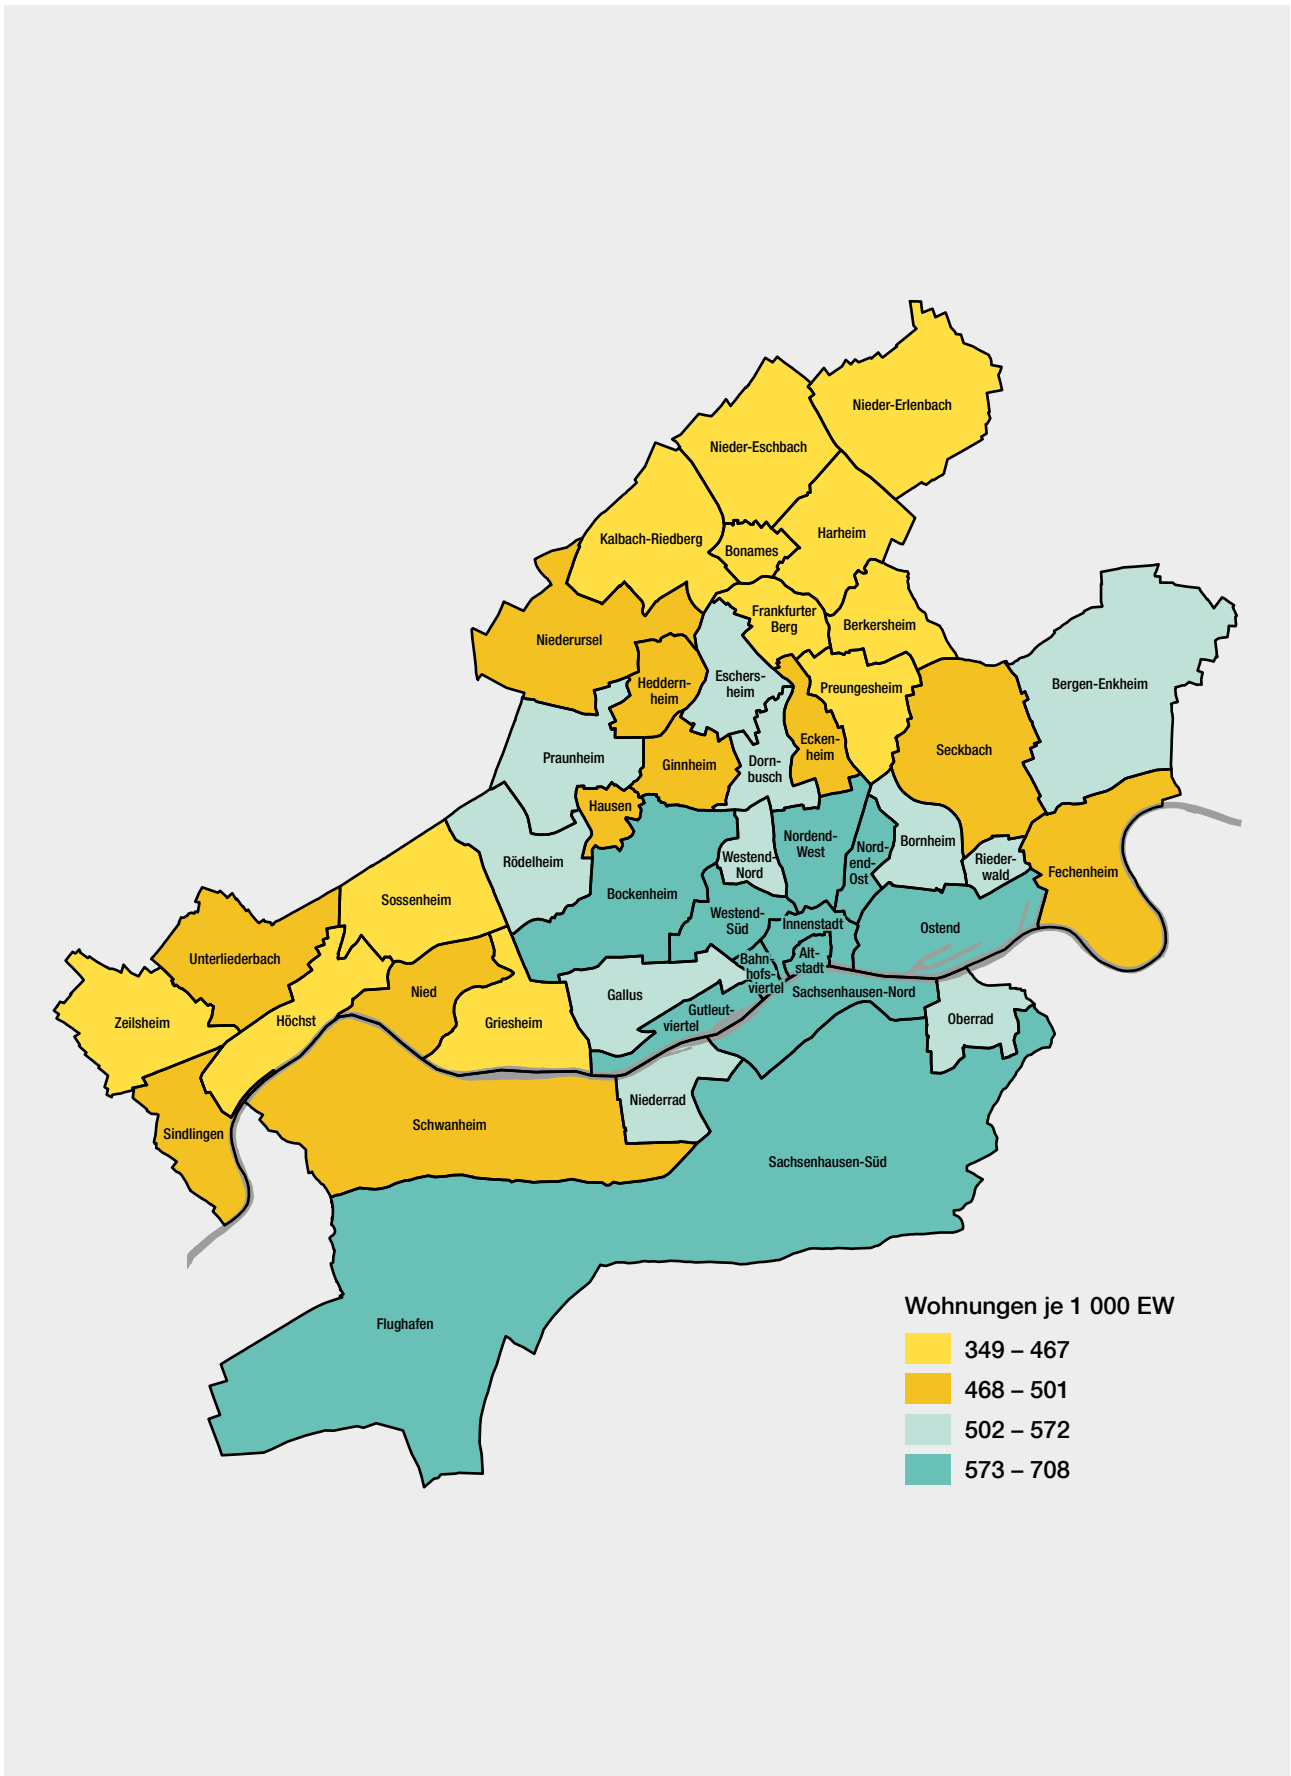 Nieder-Erlenbach
Nieder-Eschbach
Harheim
Kalbach-Riedberg
Bonames
Frankfurter
Berg
Berkersheim
Niederursel
Heddern-
heim
Eschers-
heim
Preungesheim
Bergen-Enkheim
Ecken-
heim
Seckbach
Praunheim
Ginnheim
Dorn-
busch
Hausen
Nordend-
West
Nord-
end-
Ost
Bornheim
Rieder-
wald
Fechenheim
Rödelheim
Westend-
Nord
Bockenheim
Sossenheim
Westend-
Süd
Innenstadt
Ostend
Unterliederbach
Alt-
stadt
Bahn-
hofs-
viertel
Nied
Gallus
Sachsenhausen-Nord
Zeilsheim
Höchst
Griesheim
Gutleut-
viertel
Oberrad
Niederrad
Schwanheim
Sindlingen
Sachsenhausen-Süd
Flughafen
Wohnungen je 1 000 EW
349 – 467
468 – 501
502 – 572
573 – 708